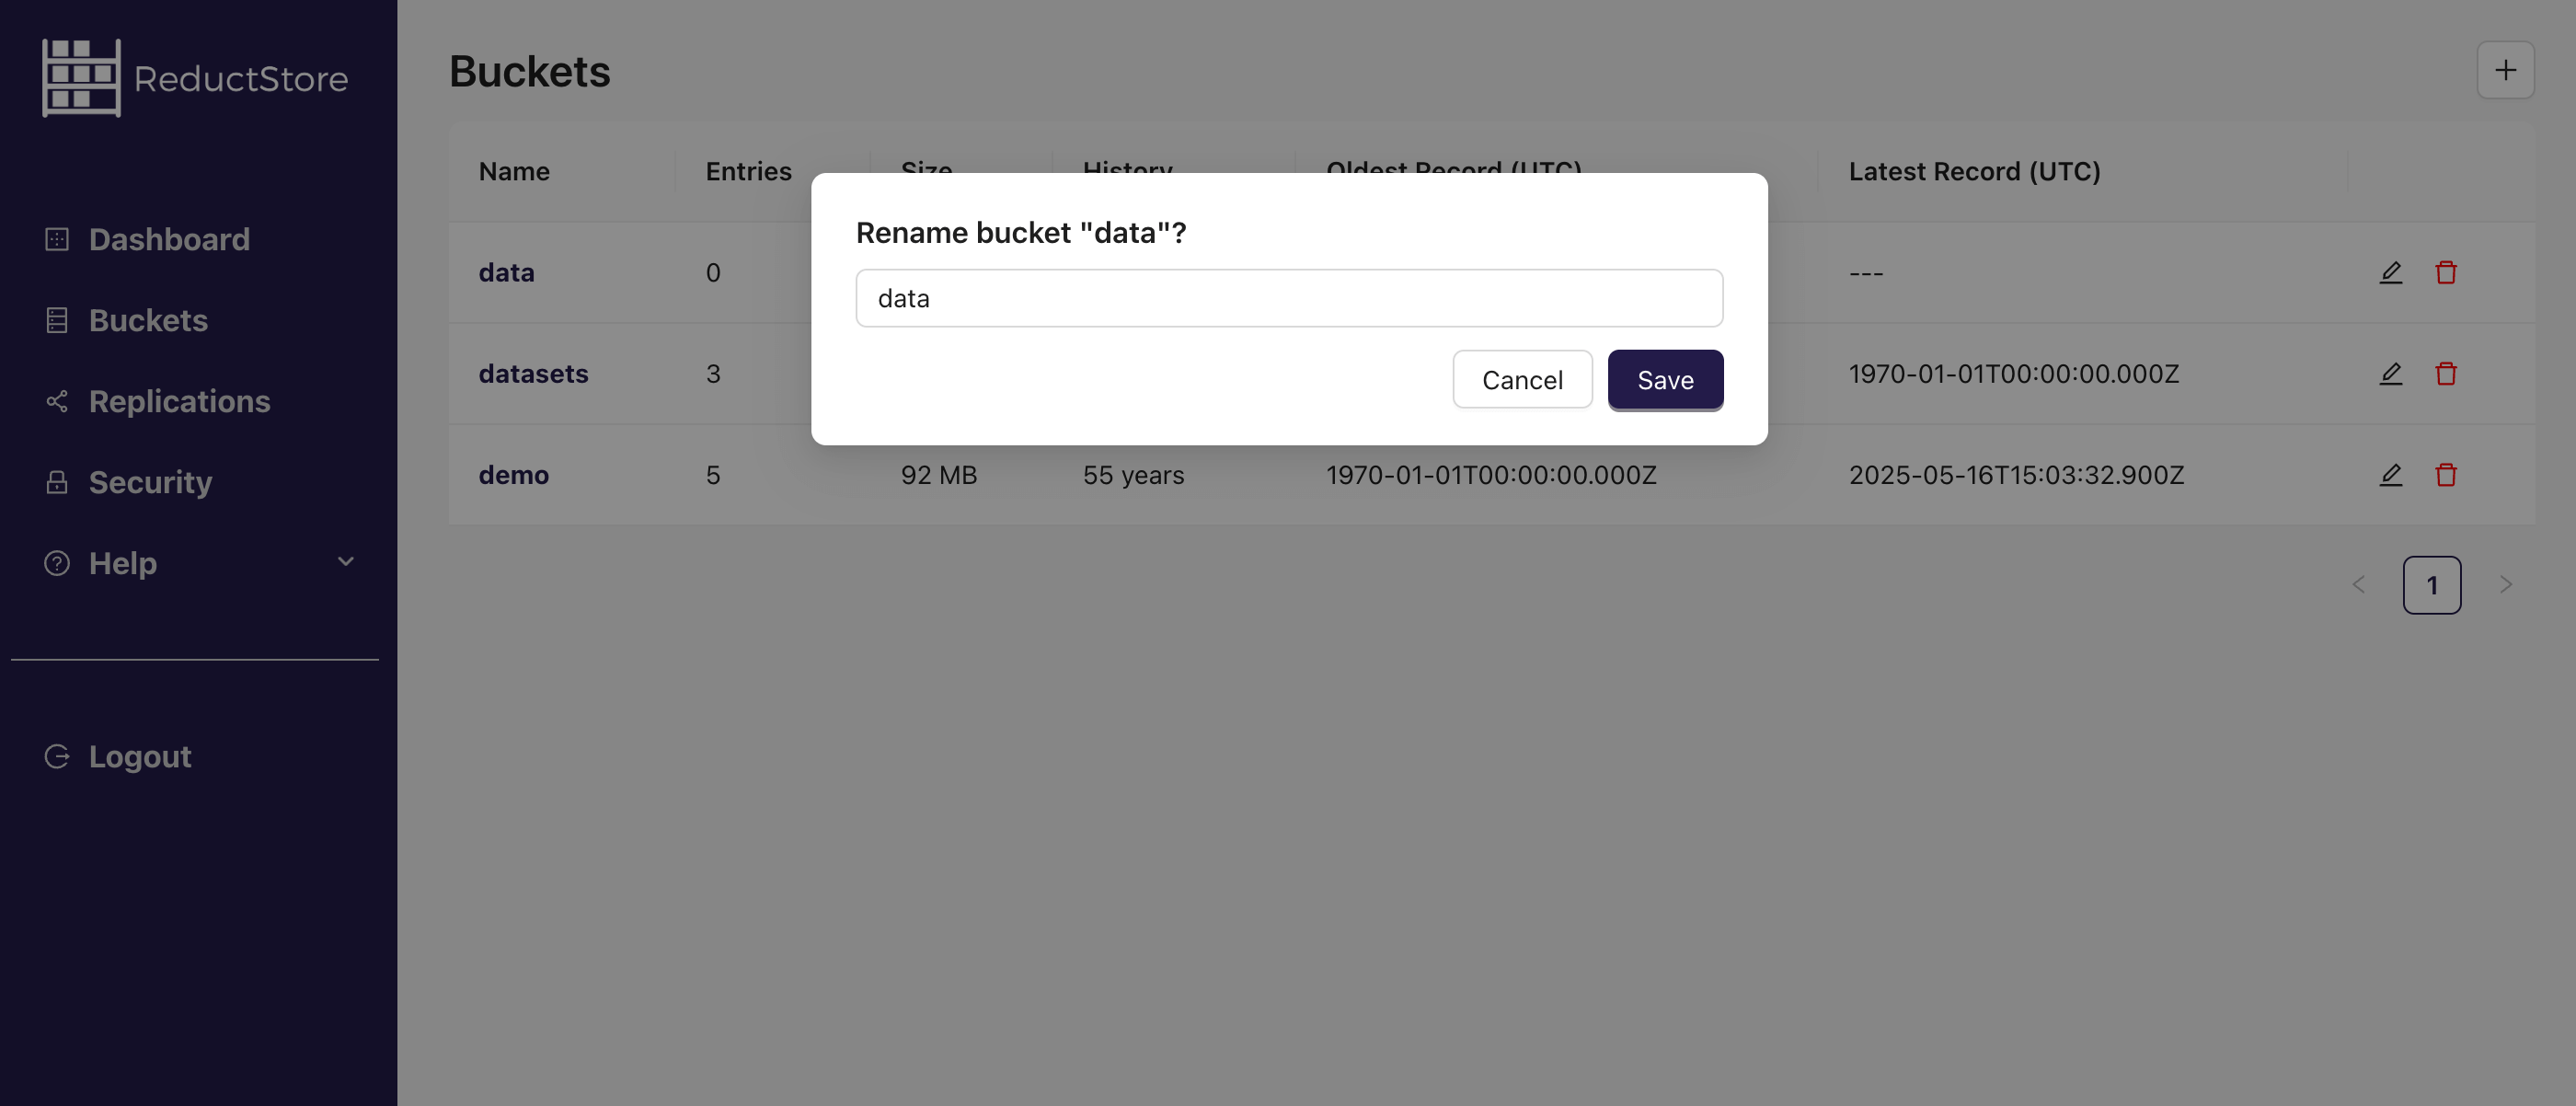 ReductStore
Dashboard
Buckets
Replications
Security
Help
Logout
Buckets
Name Entries Size History Oldest Record (UTC) Latest Record (UTC)
Rename bucket "data"?
data
Cancel Save
data 0 ---
datasets 3 1970-01-01T00:00:00.000Z
demo 5 92 MB 55 years 1970-01-01T00:00:00.000Z 2025-05-16T15:03:32.900Z
1